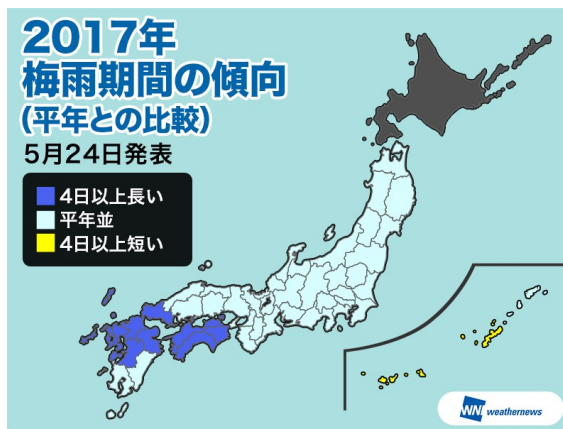 2017年
梅雨期間の傾向
(平年との比較)
5月24日発表
4日以上長い
平年並
4日以上短い
WN weathernews